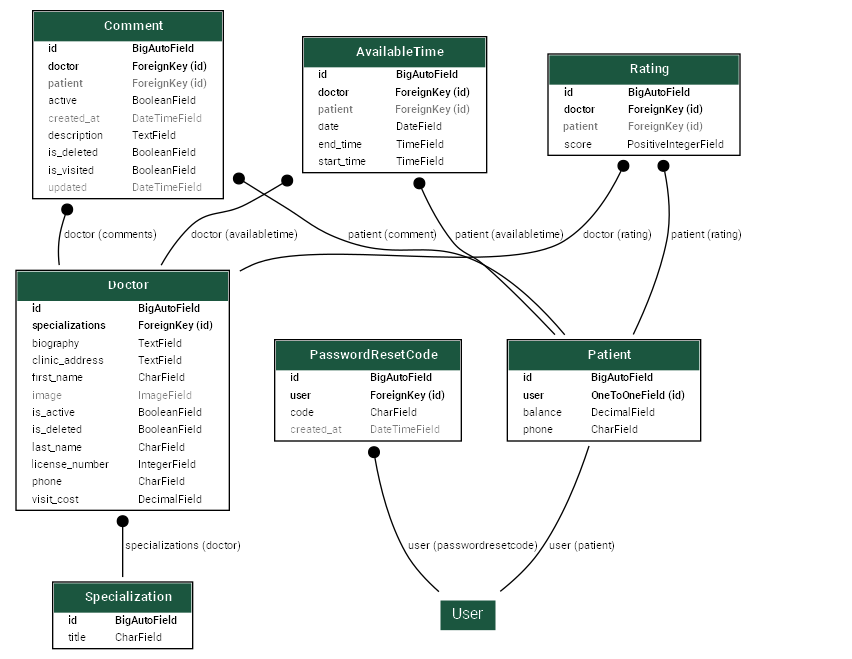 Comment
id BigAutoField
doctor ForeignKey (id)
patient ForeignKey (id)
active BooleanField
created_at DateTimeField
description TextField
is_deleted BooleanField
is_visited BooleanField
updated DateTimeField
AvailableTime
id BigAutoField
doctor ForeignKey (id)
patient ForeignKey (id)
date DateField
end_time TimeField
start_time TimeField
Rating
id BigAutoField
doctor ForeignKey (id)
patient ForeignKey (id)
score PositiveIntegerField
doctor (comments)
doctor (availabletime)
patient (comment)
patient (availabletime)
doctor (rating)
patient (rating)
Doctor
id BigAutoField
specializations ForeignKey (id)
biography TextField
clinic_address TextField
first_name CharField
image ImageField
is_active BooleanField
is_deleted BooleanField
last_name CharField
license_number IntegerField
phone CharField
visit_cost DecimalField
PasswordResetCode
id BigAutoField
user ForeignKey (id)
code CharField
created_at DateTimeField
Patient
id BigAutoField
user OneToOneField (id)
balance DecimalField
phone CharField
specializations (doctor)
user (passwordresetcode)
user (patient)
Specialization
id BigAutoField
title CharField
User